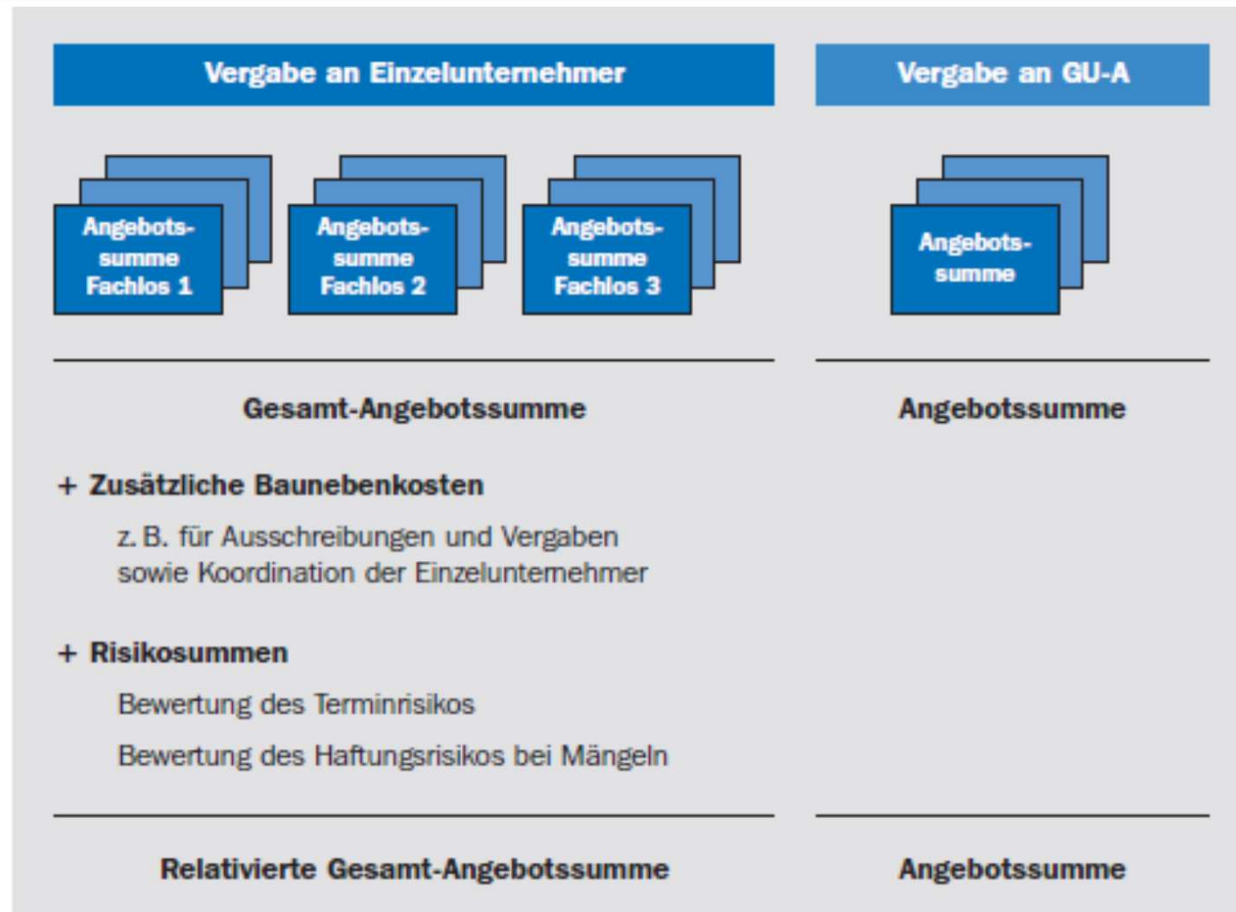 Vergabe an Einzelunternehmer
Vergabe an GU-A
Angebots-
summe
Fachlos 1
Angebots-
summe
Fachlos 2
Angebots-
summe
Fachlos 3
Angebots-
summe
Gesamt-Angebotssumme
Angebotssumme
+ Zusätzliche Baunebenkosten
z. B. für Ausschreibungen und Vergaben
sowie Koordination der Einzelunternehmer
+ Risikosummen
Bewertung des Terminrisikos
Bewertung des Haftungsrisikos bei Mängeln
Relativierte Gesamt-Angebotssumme
Angebotssumme